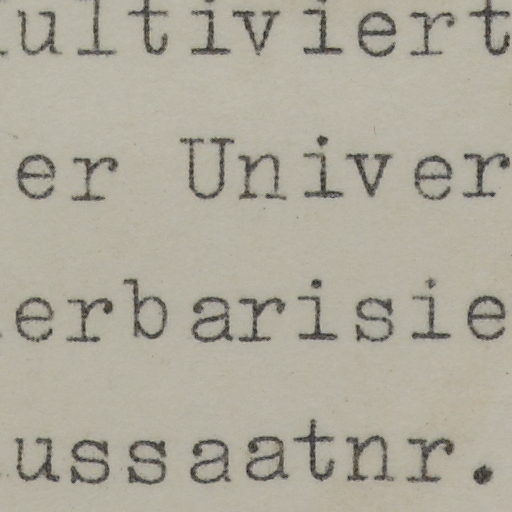 ultiviert
er Univer
erbarisie
ussaatnr.